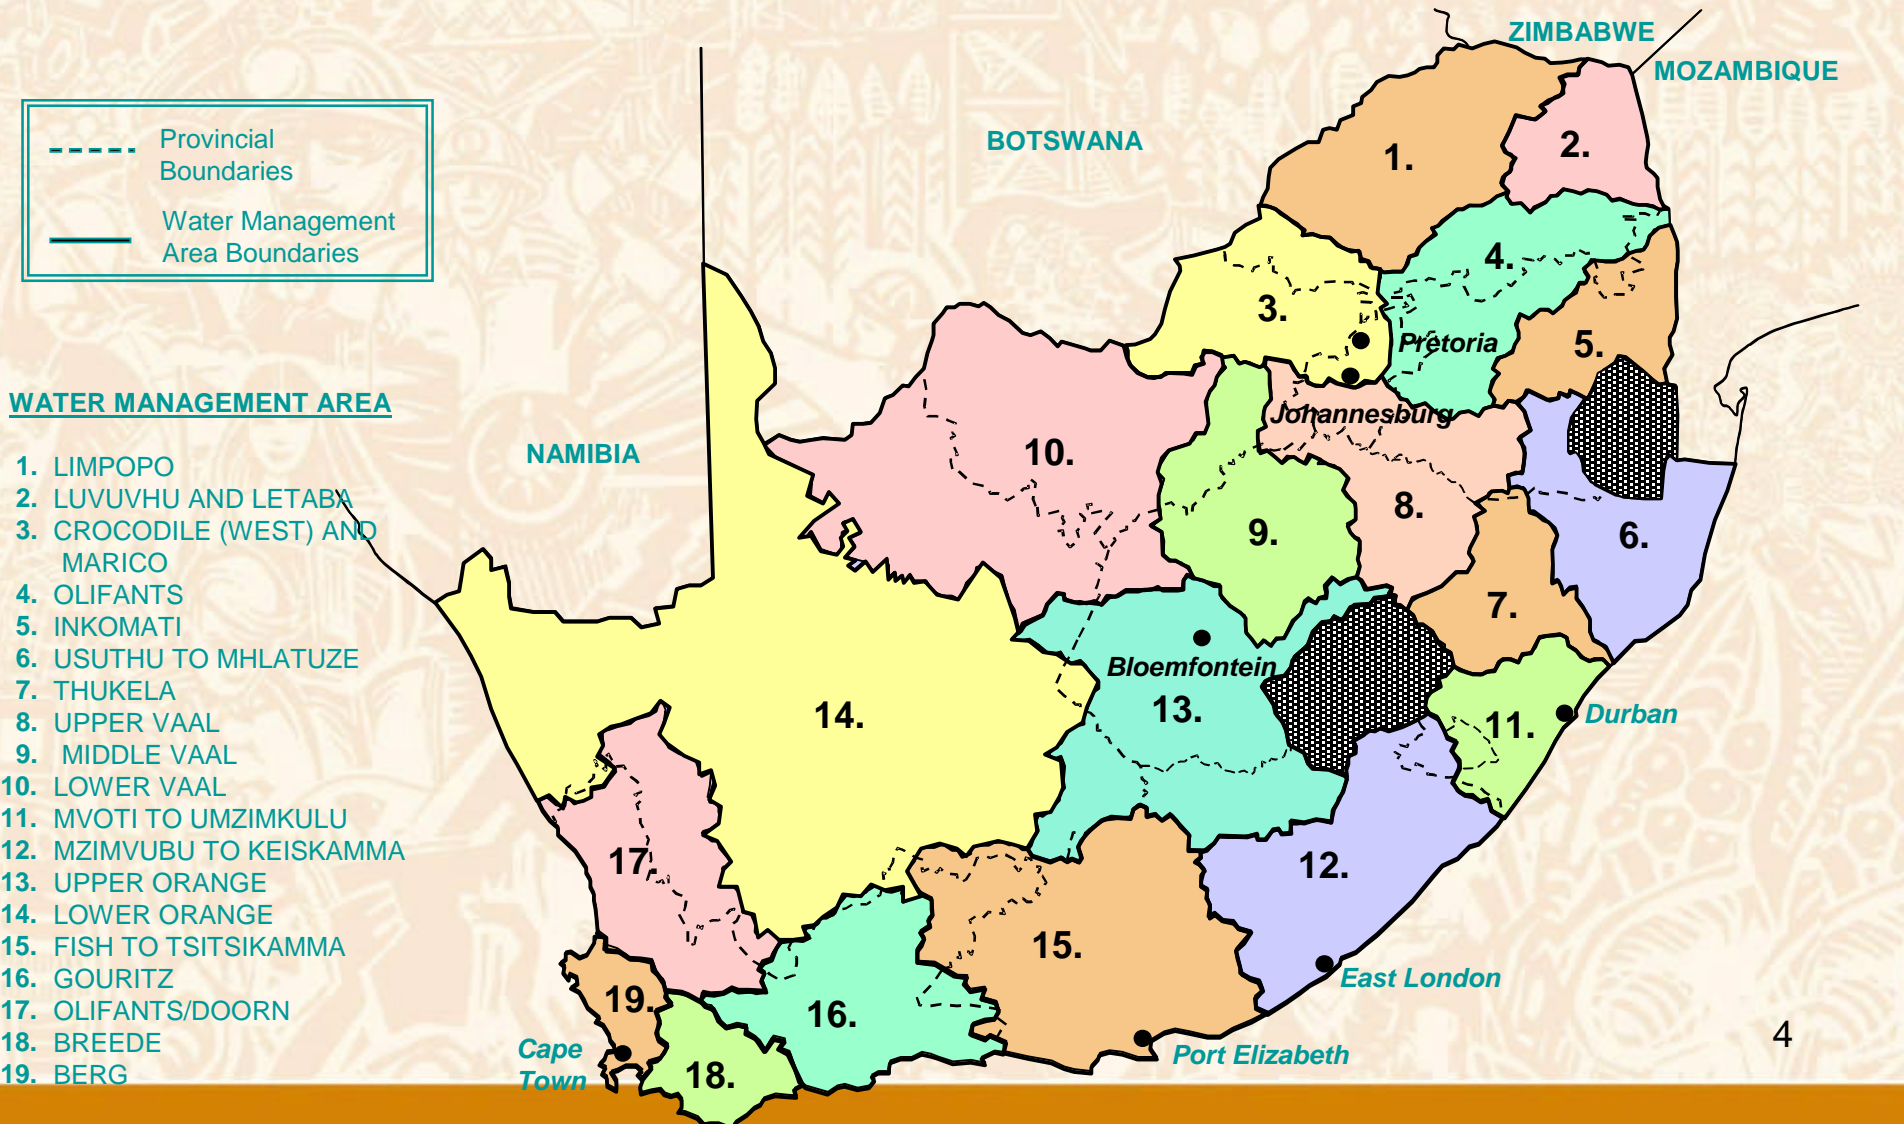 ZIMBABWE
MOZAMBIQUE
BOTSWANA
NAMIBIA
Provincial
Boundaries
Water Management
Area Boundaries
WATER MANAGEMENT AREA
1. LIMPOPO
2. LUVUVHU AND LETABA
3. CROCODILE (WEST) AND
MARICO
4. OLIFANTS
5. INKOMATI
6. USUTHU TO MHLATUZE
7. THUKELA
8. UPPER VAAL
9. MIDDLE VAAL
10. LOWER VAAL
11. MVOTI TO UMZIMKULU
12. MZIMVUBU TO KEISKAMMA
13. UPPER ORANGE
14. LOWER ORANGE
15. FISH TO TSITSIKAMMA
16. GOURITZ
17. OLIFANTS/DOORN
18. BREEDE
19. BERG
1.
2.
3.
4.
5.
6.
7.
8.
9.
10.
11.
12.
13.
14.
15.
16.
17.
18.
19.
Pretoria
Johannesburg
Bloemfontein
Durban
East London
Port Elizabeth
Cape
Town
4